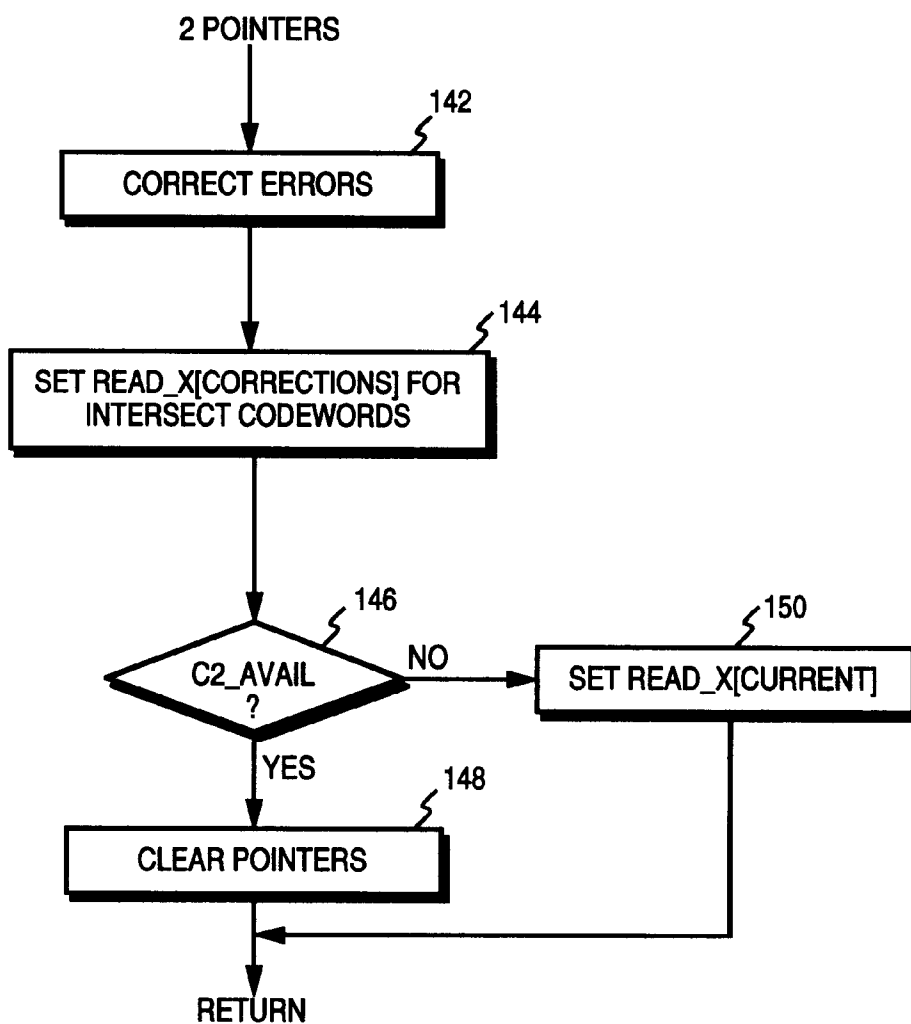 2 POINTERS
142
CORRECT ERRORS
144
SET READ_X[CORRECTIONS] FOR
INTERSECT CODEWORDS
146
C2_AVAIL
?
NO
150
SET READ_X[CURRENT]
YES
148
CLEAR POINTERS
RETURN